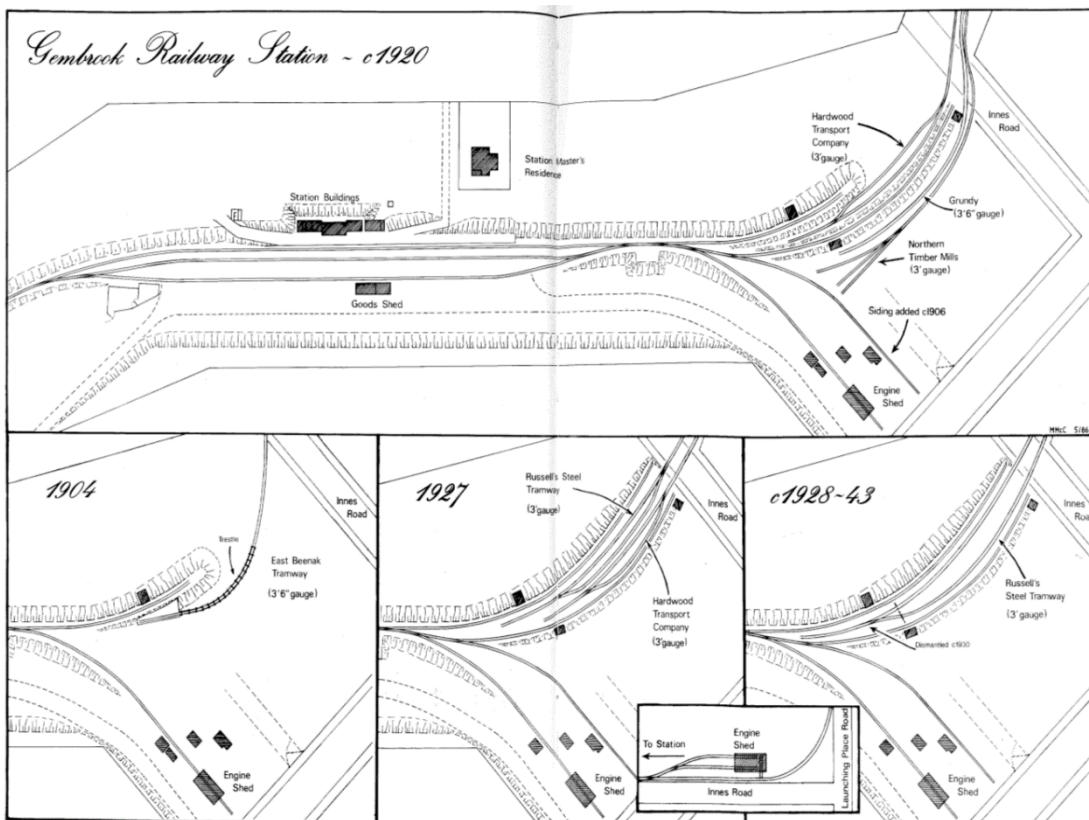 Gembrook Railway Station ~ c1920
Station Master's
Residence
Station Buildings
Goods Shed
Hardwood
Transport
Company
(3'gauge)
Innes
Road
Grundy
(3'6"gauge)
Northern
Timber Mills
(3'gauge)
Siding added c1906
Engine
Shed
MMcC 5/86
1904
Trestle
Innes
Road
East Beenak
Tramway
(3'6"gauge)
Engine
Shed
1927
Russell's Steel
Tramway
(3'gauge)
Innes
Road
Hardwood
Transport
Company
(3'gauge)
Engine
Shed
To Station
Engine
Shed
Innes Road
Launching Place Road
c1928-43
Innes
Road
Russell's
Steel Tramway
(3'gauge)
Dismantled c1930
Engine
Shed